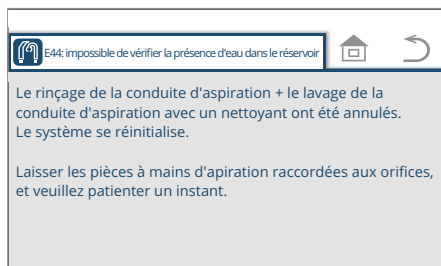 E44: impossible de vérifier la présence d'eau dans le réservoir
Le rinçage de la conduite d'aspiration + le lavage de la
conduite d'aspiration avec un nettoyant ont été annulés.
Le système se réinitialise.
Laisser les pièces à mains d'apiration raccordées aux orifices,
et veuillez patienter un instant.